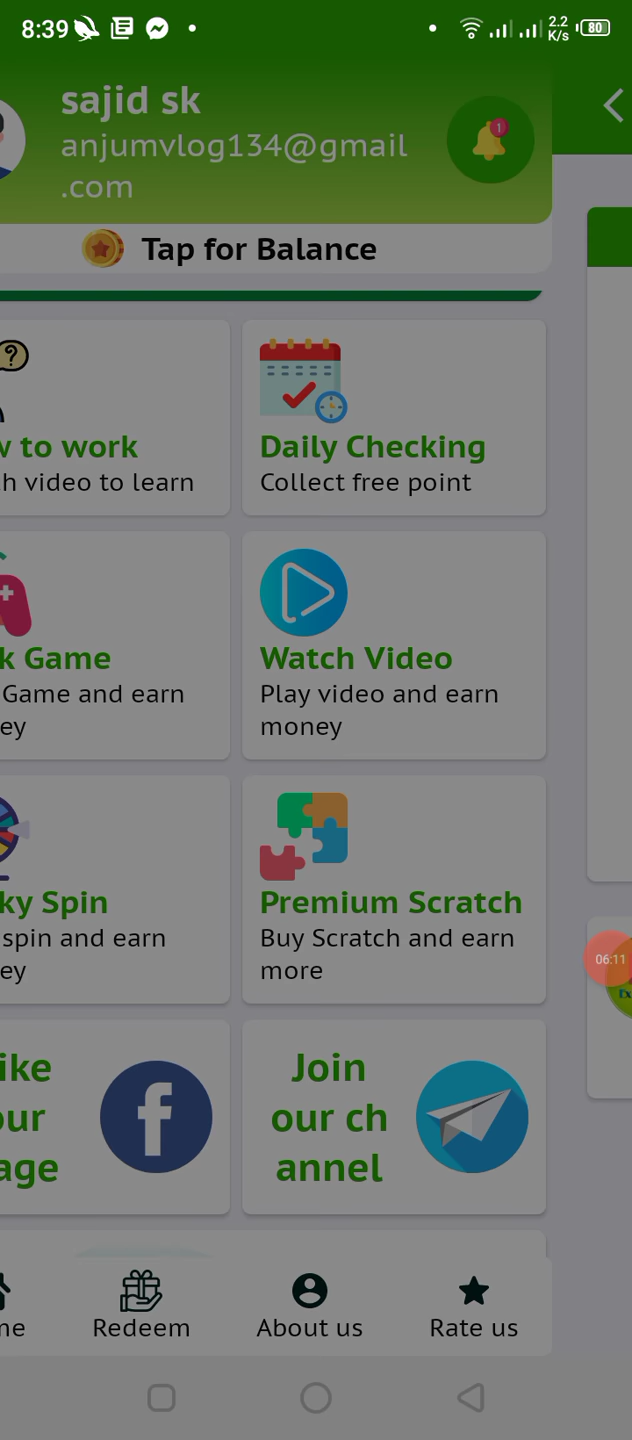 8:39
2.2
K/s
80
sajid sk
anjumvlog134@gmail
.com
1
Tap for Balance
?
w to work
h video to learn
Daily Checking
Collect free point
k Game
Game and earn
ey
Watch Video
Play video and earn
money
ky Spin
spin and earn
ey
Premium Scratch
Buy Scratch and earn
more
06:11
ike
our
age
f
Join
our ch
annel
me
Redeem
About us
Rate us